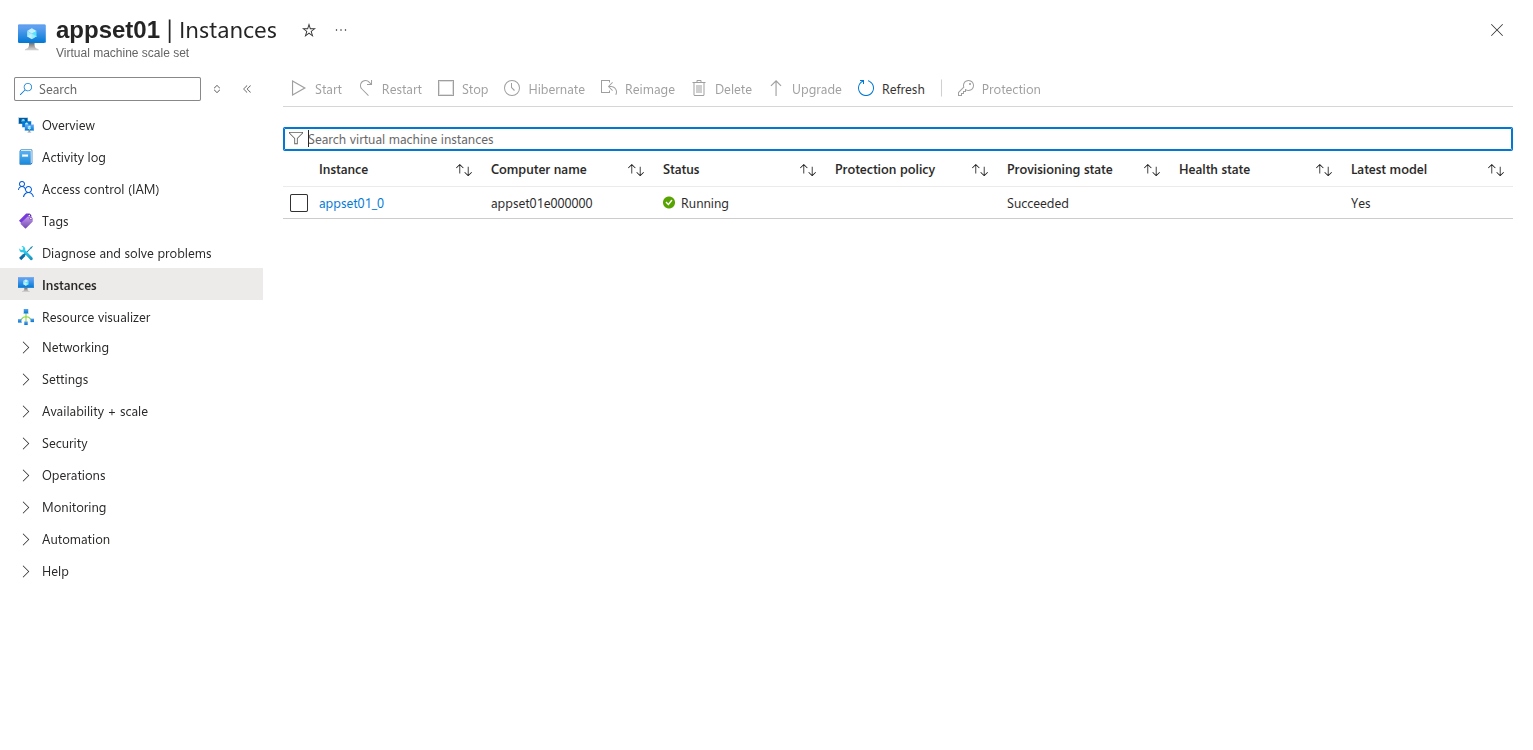 appset01 | Instances
Virtual machine scale set
Search
Start Restart Stop Hibernate Reimage Delete Upgrade Refresh Protection
Overview
Activity log
Access control (IAM)
Tags
Diagnose and solve problems
Instances
Resource visualizer
Networking
Settings
Availability + scale
Security
Operations
Monitoring
Automation
Help
Search virtual machine instances
Instance Computer name Status Protection policy Provisioning state Health state Latest model
appset01_0 appset01e000000 Running Succeeded Yes